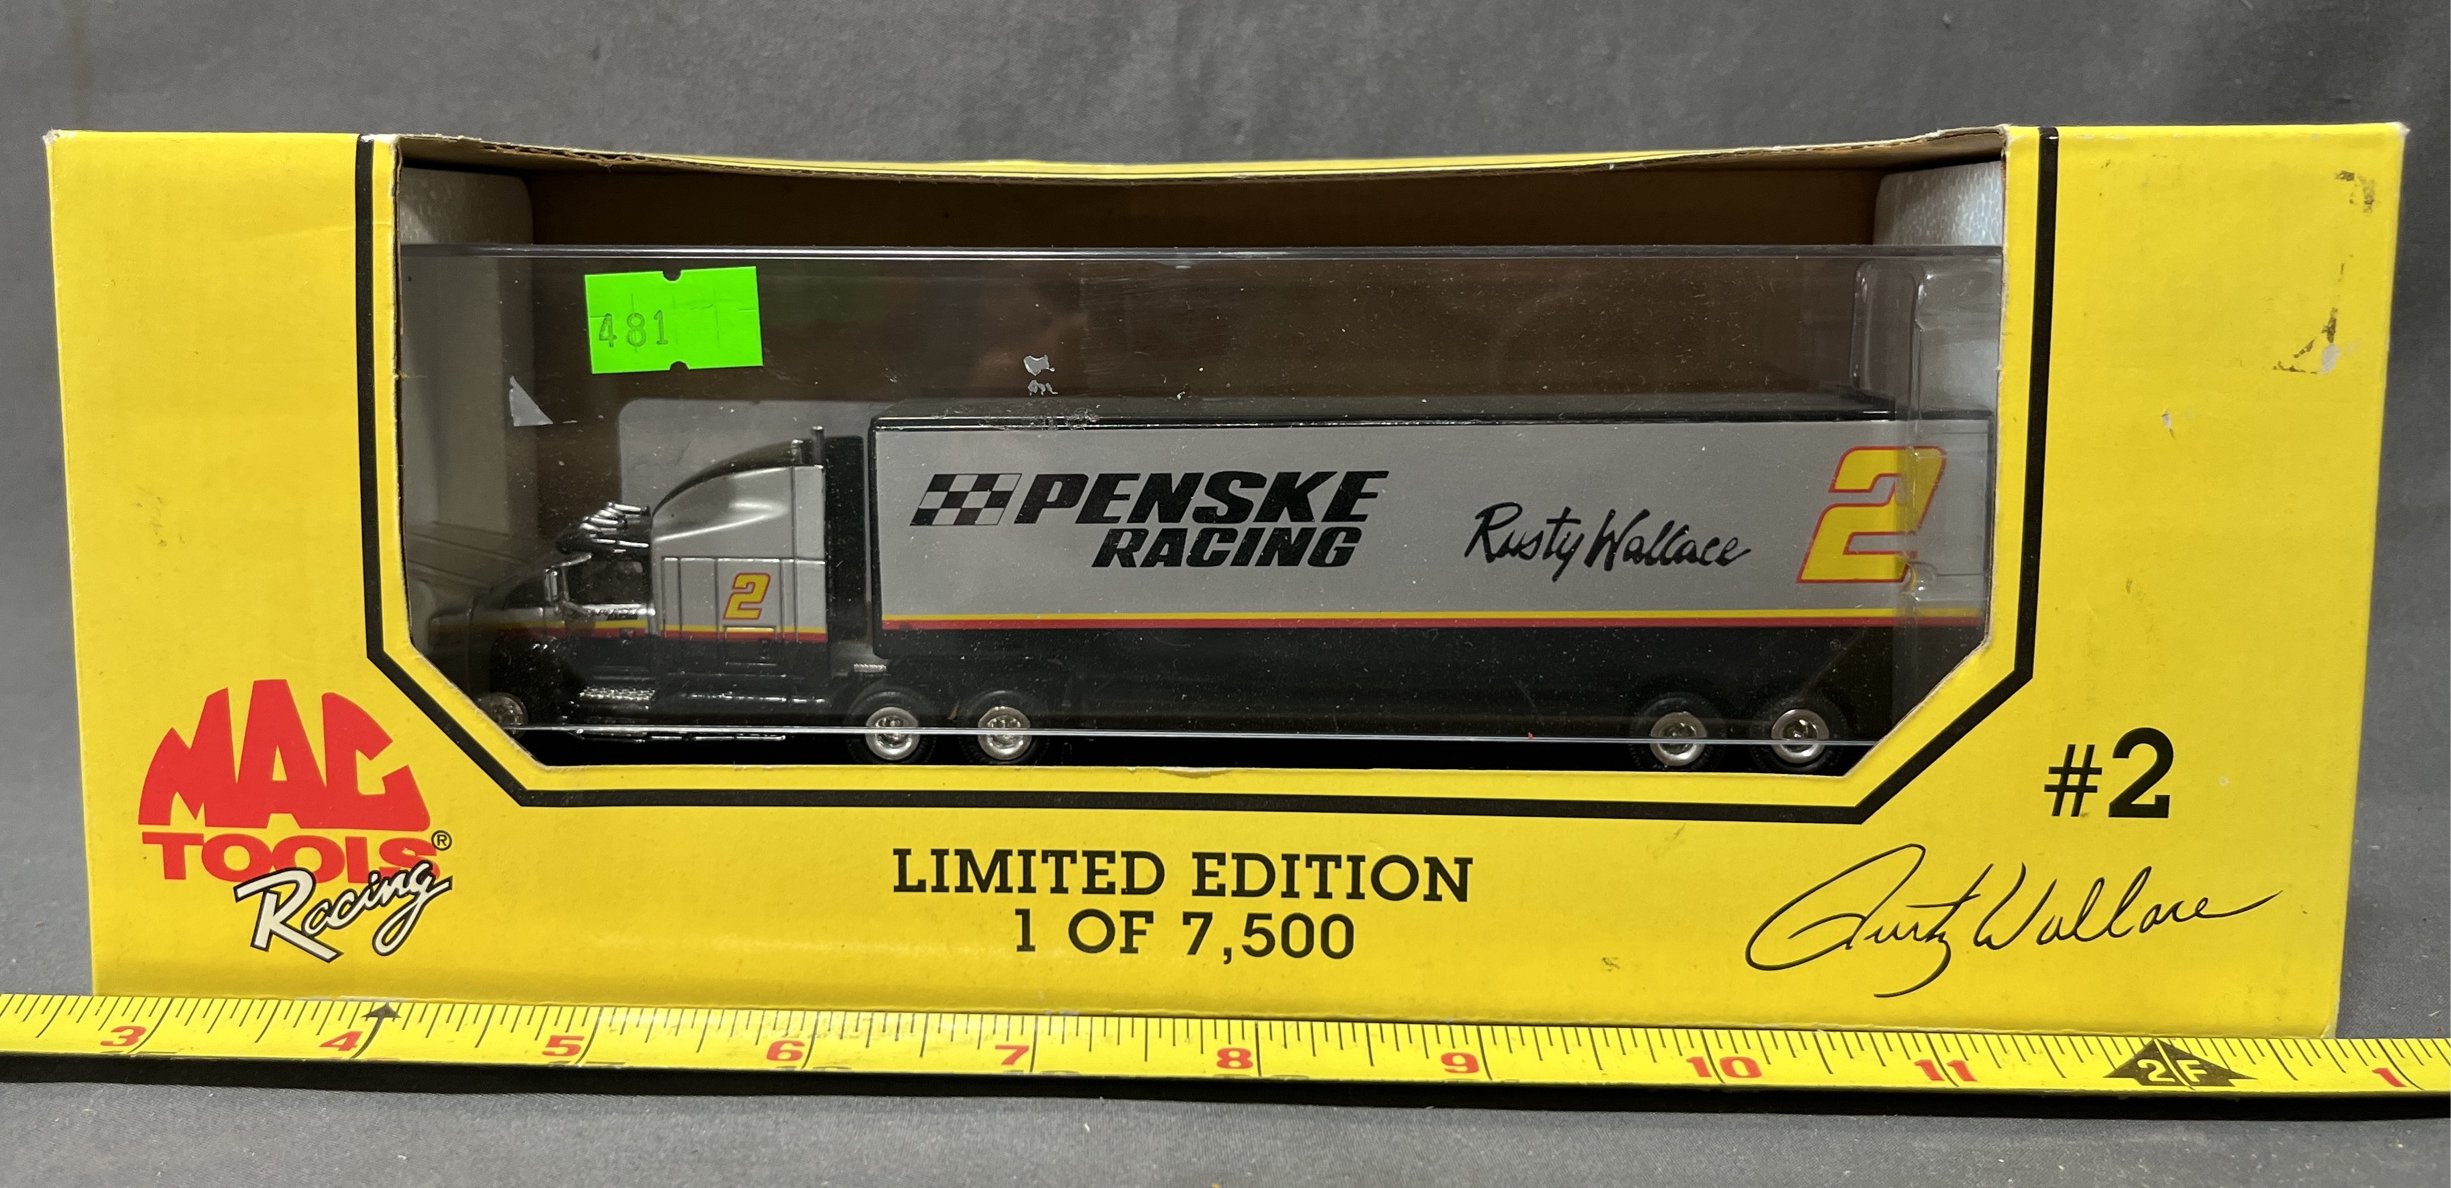 481
PENSKE
RACING
Rusty Wallace
2
2
MAC
TOOLS®
Racing
#2
LIMITED EDITION
1 OF 7,500
Rusty Wallace
3 4 5 6 7 8 9 10 11 2F 1